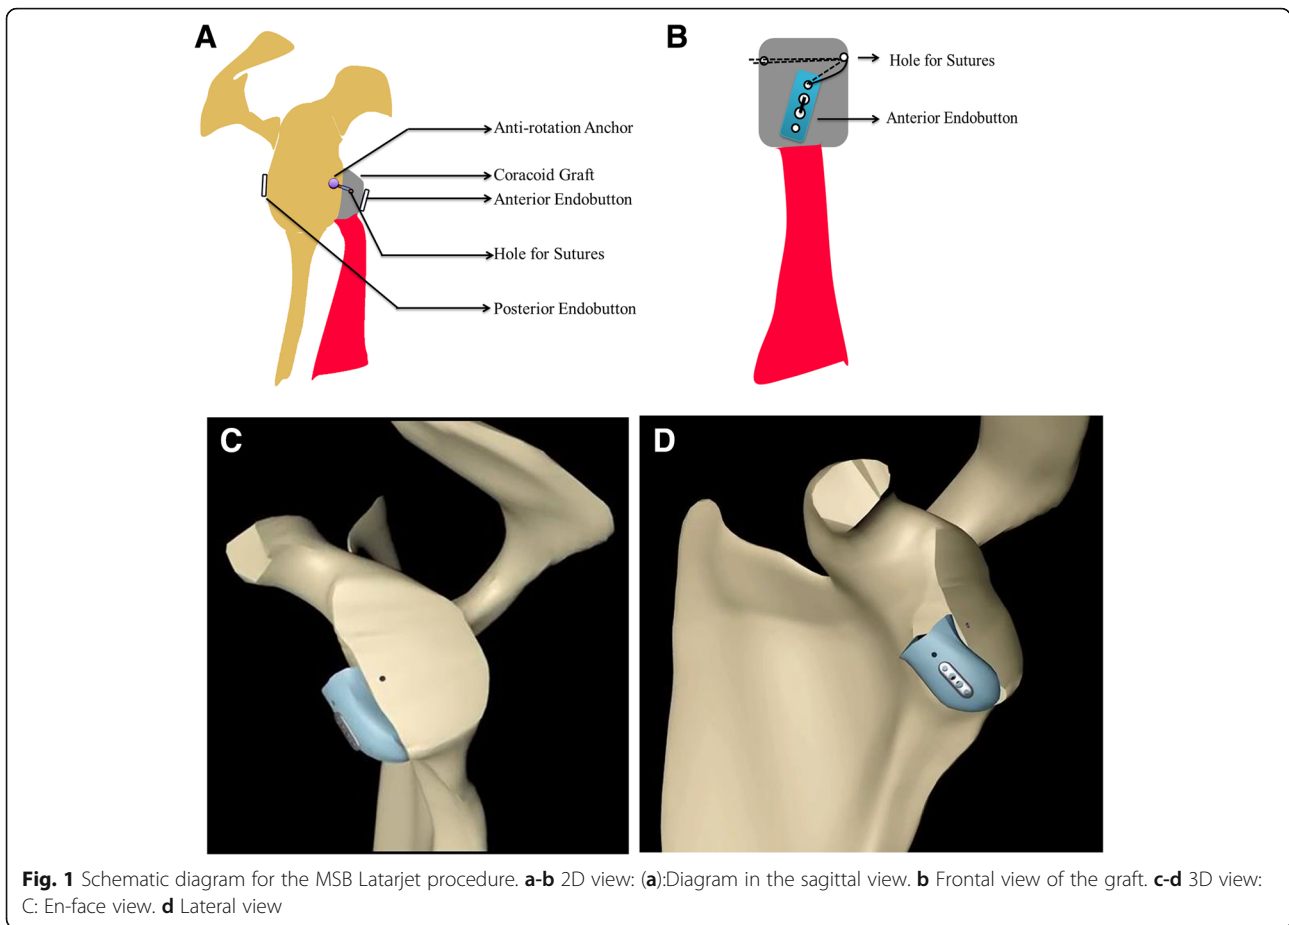 A
B
Hole for Sutures
Anterior Endobutton
Anti-rotation Anchor
Coracoid Graft
Anterior Endobutton
Hole for Sutures
Posterior Endobutton
C
D
Fig. 1 Schematic diagram for the MSB Latarjet procedure. a-b 2D view: (a):Diagram in the sagittal view. b Frontal view of the graft. c-d 3D view:
C: En-face view. d Lateral view